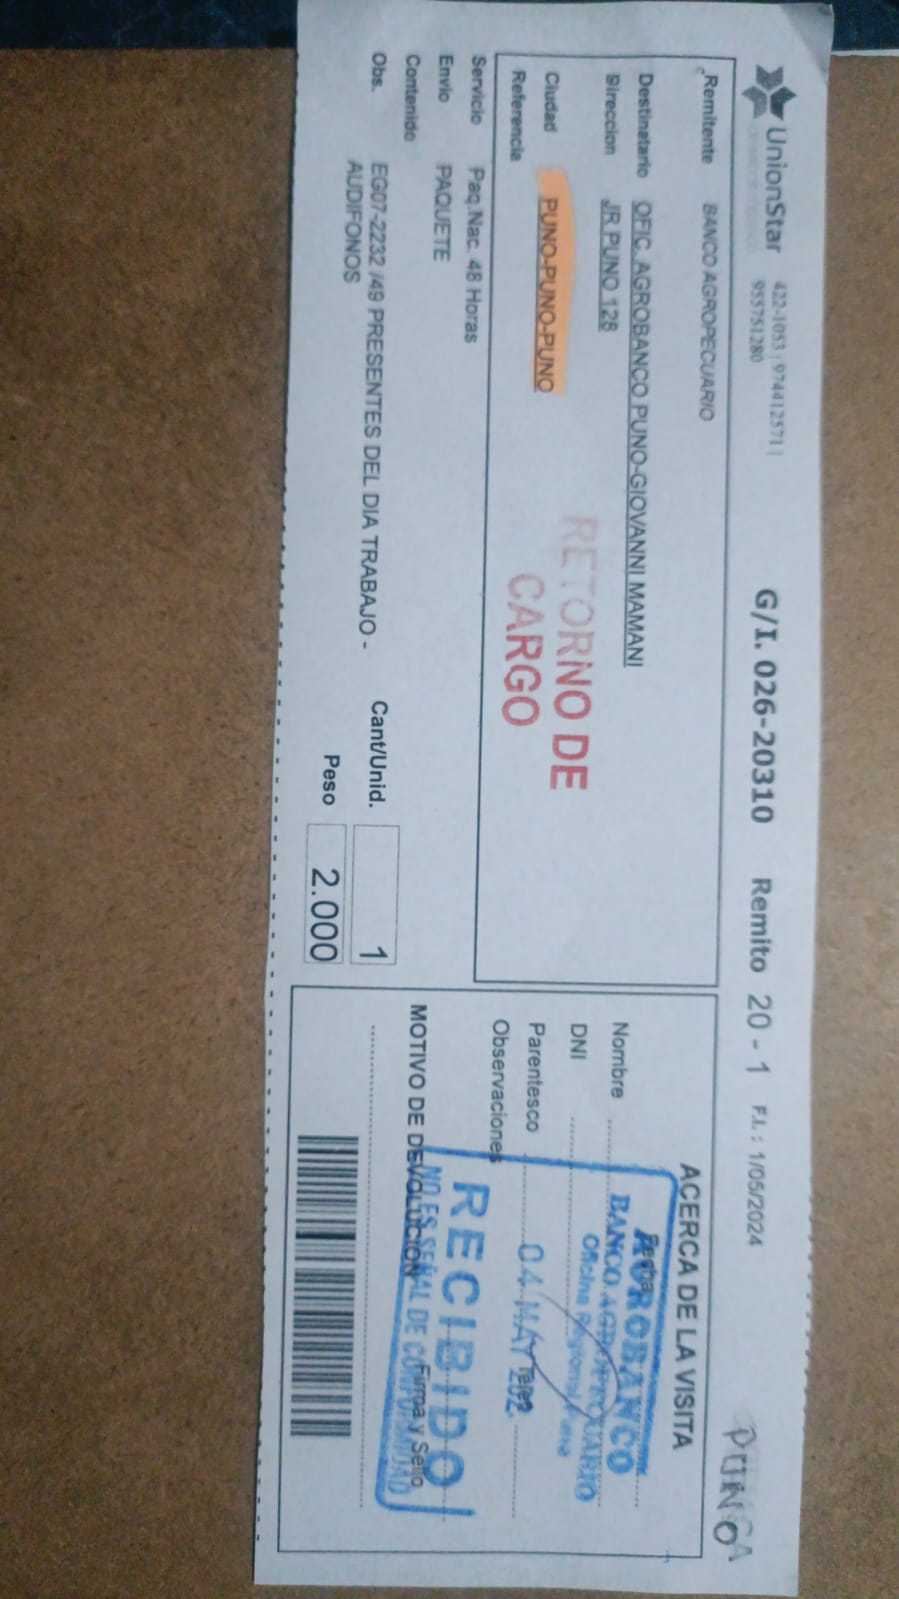 UnionStar
422-1053 | 974412571 |
955751280
G/I. 026-20310 Remito 20 - 1 F.I. : 1/05/2024
PUNO
Remitente BANCO AGROPECUARIO
Destinatario OFIC. AGROBANCO PUNO-GIOVANNI MAMANI
Direccion JR PUNO 128
Ciudad PUNO-PUNO-PUNO
Referencia
RETORNO DE
CARGO
Servicio Paq.Nac. 48 Horas
Envio PAQUETE
Contenido
Obs. EG07-2232 /49 PRESENTES DEL DIA TRABAJO -
AUDIFONOS
Cant/Unid. 1
Peso 2.000
ACERCA DE LA VISITA
Fecha
Nombre
DNI
Parentesco
Observaciones
MOTIVO DE DEVOLUCION
Firma y Sello
AGROBANCO
BANCO AGROPECUARIO
Oficina Regional
04 MAY 202
RECIBIDO
NO ES SEÑAL DE CONFORMIDAD